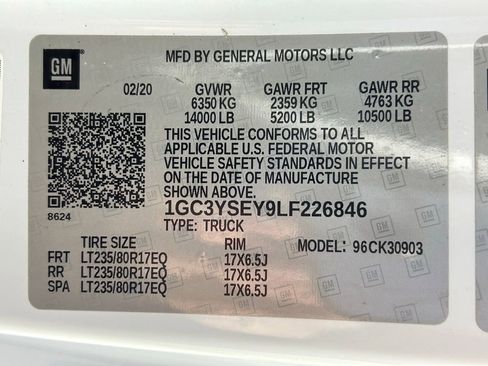 GM
MFD BY GENERAL MOTORS LLC
02/20 GVWR GAWR FRT GAWR RR
6350 KG 2359 KG 4763 KG
14000 LB 5200 LB 10500 LB
THIS VEHICLE CONFORMS TO ALL
APPLICABLE U.S. FEDERAL MOTOR
VEHICLE SAFETY STANDARDS IN EFFECT
ON THE DATE OF MANUFACTURE
SHOWN ABOVE.
8624
1GC3YSEY9LF226846
TYPE: TRUCK
TIRE SIZE RIM MODEL: 96CK30903
FRT LT235/80R17EQ 17X6.5J
RR LT235/80R17EQ 17X6.5J
SPA LT235/80R17EQ 17X6.5J